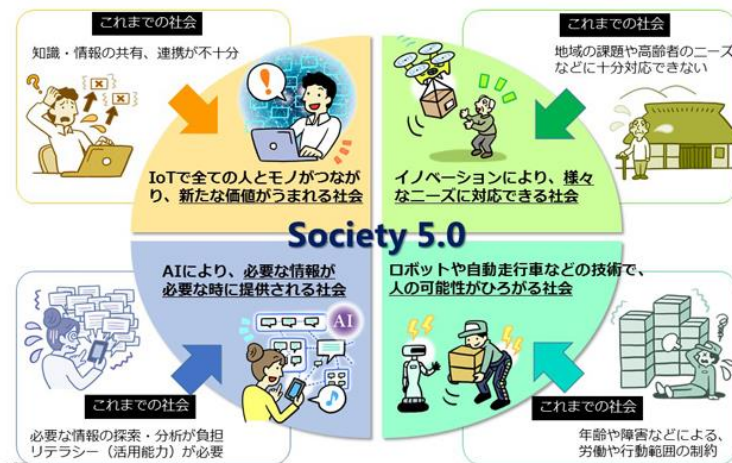 これまでの社会
知識・情報の共有、連携が不十分
IoTで全ての人とモノがつなが
り、新たな価値がうまれる社会
これまでの社会
地域の課題や高齢者のニーズ
などに十分対応できない
イノベーションにより、様々
なニーズに対応できる社会
Society 5.0
AIにより、必要な情報が
必要な時に提供される社会
AI
これまでの社会
必要な情報の探索・分析が負担
リテラシー（活用能力）が必要
ロボットや自動走行車などの技術で、
人の可能性がひろがる社会
これまでの社会
年齢や障害などによる、
労働や行動範囲の制約